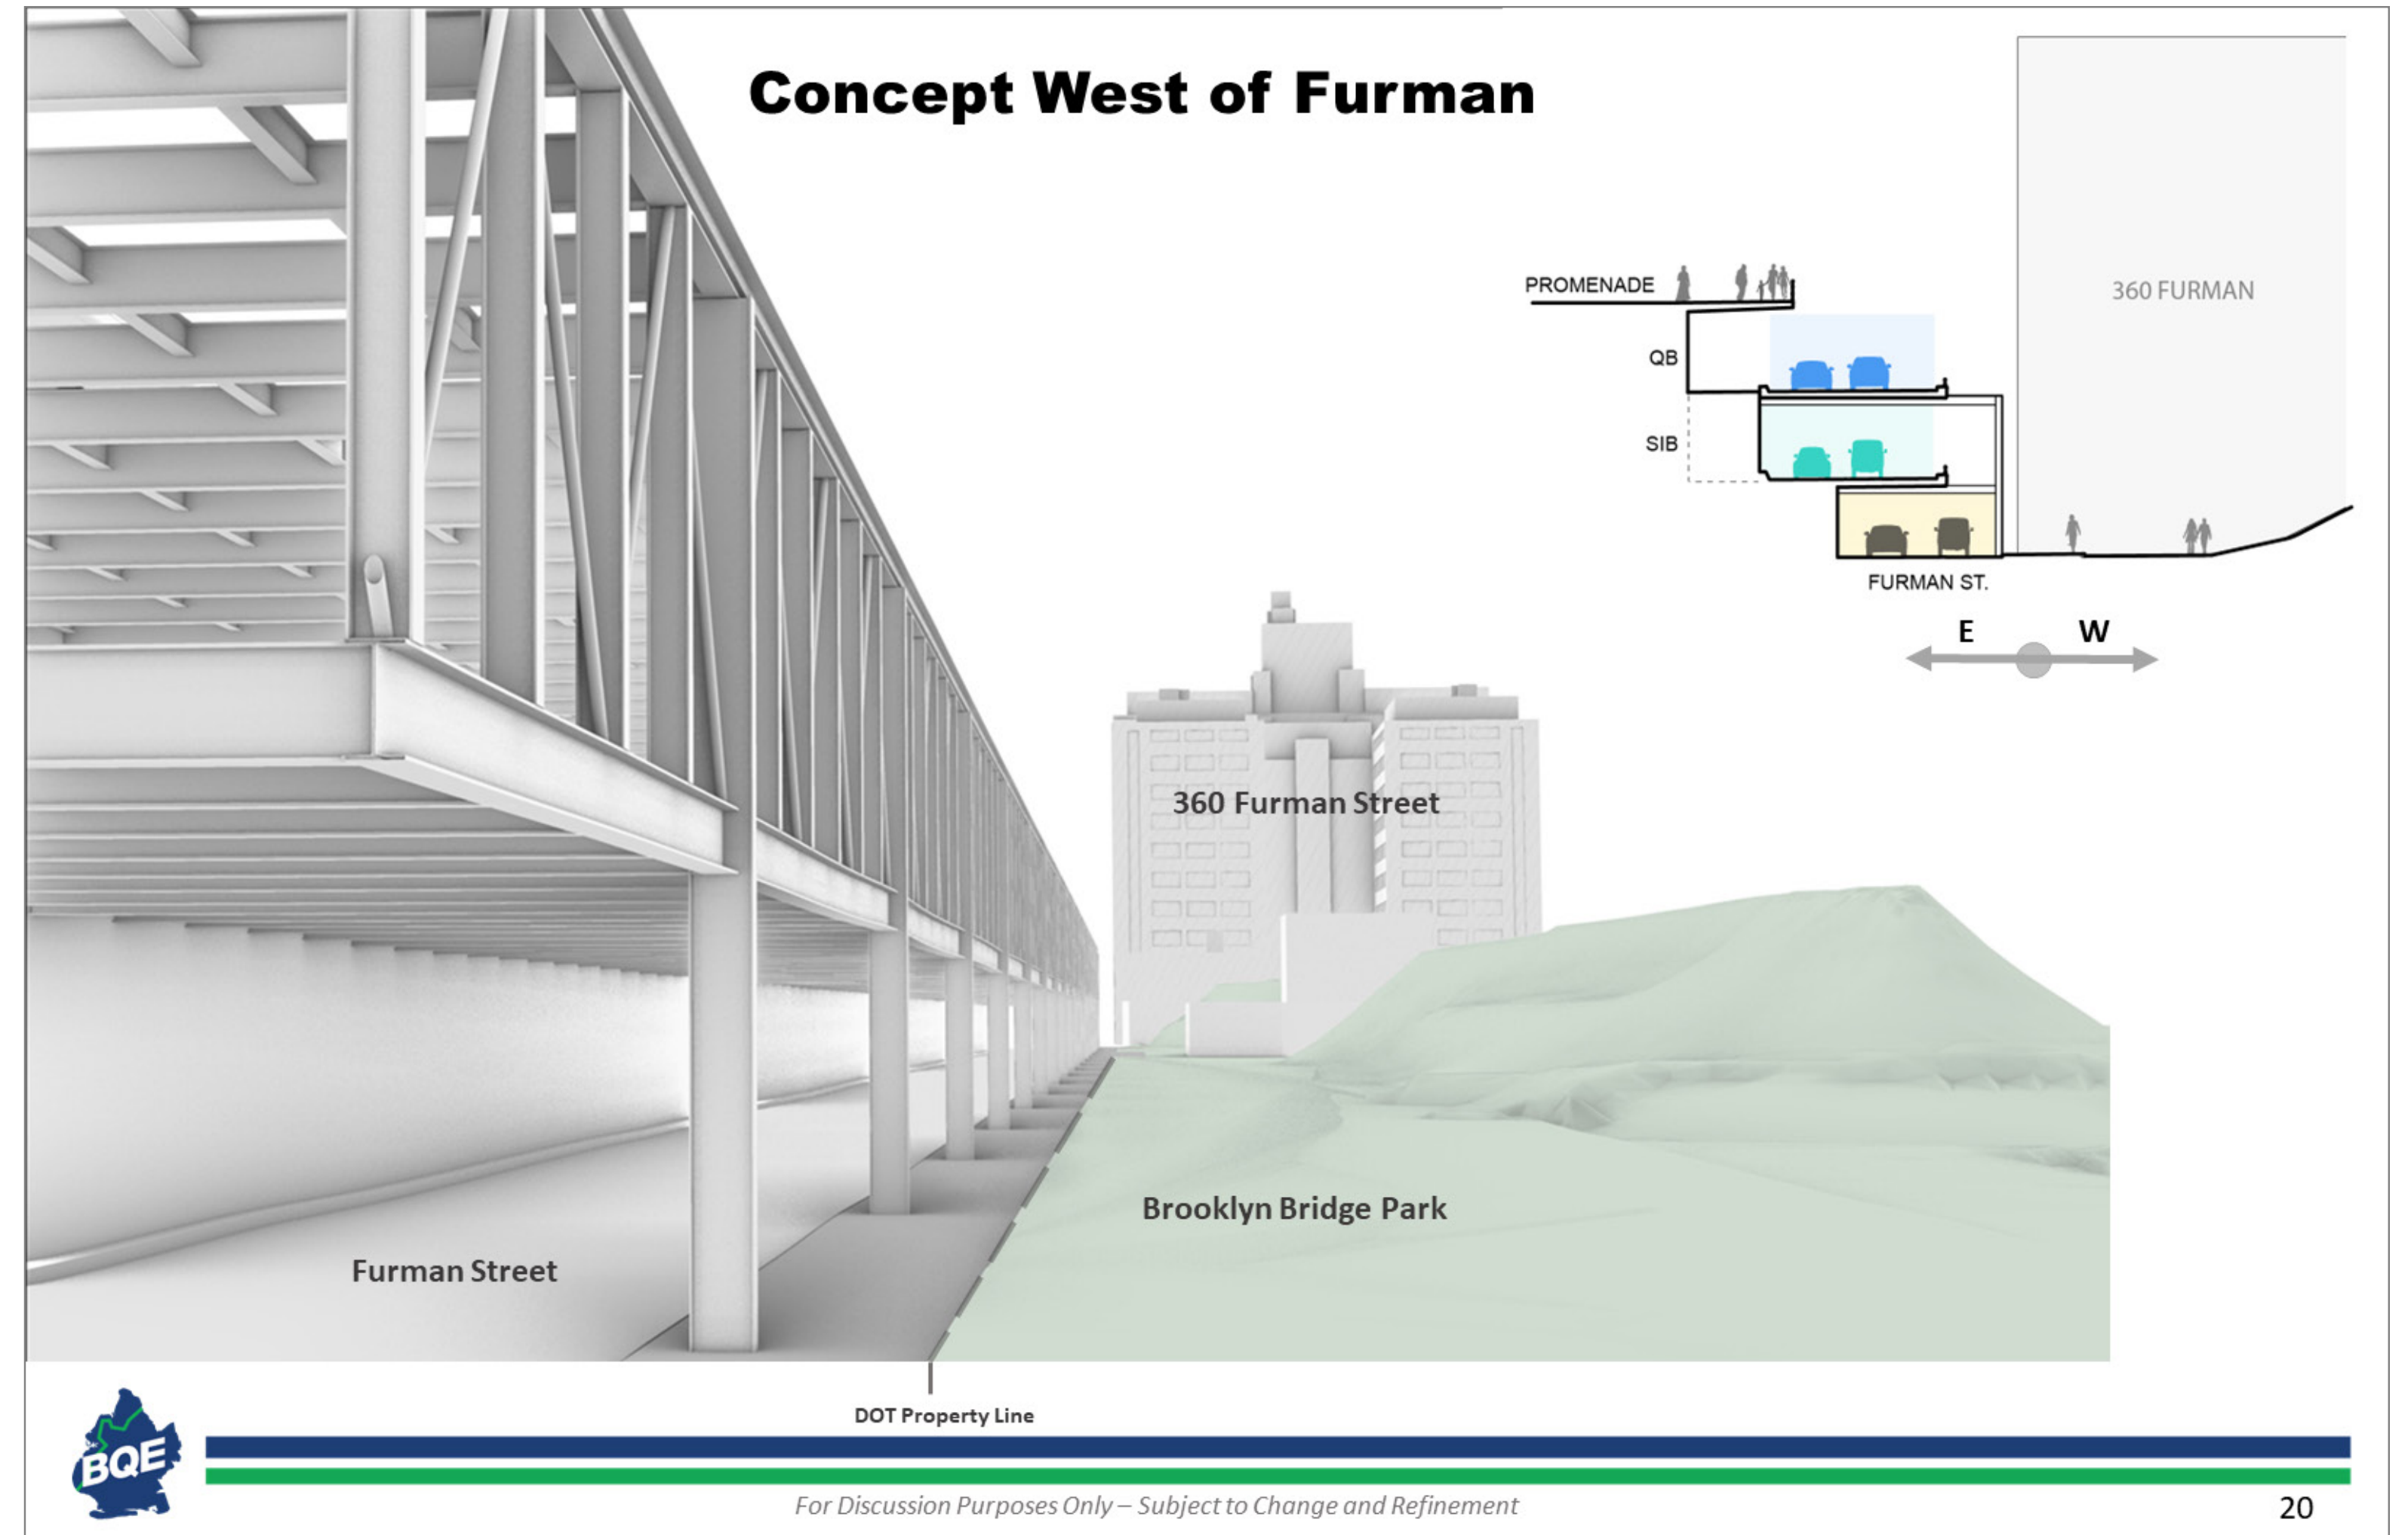 Concept West of Furman
PROMENADE
QB
SIB
360 FURMAN
FURMAN ST.
E
W
360 Furman Street
Brooklyn Bridge Park
Furman Street
DOT Property Line
BQE
For Discussion Purposes Only – Subject to Change and Refinement
20